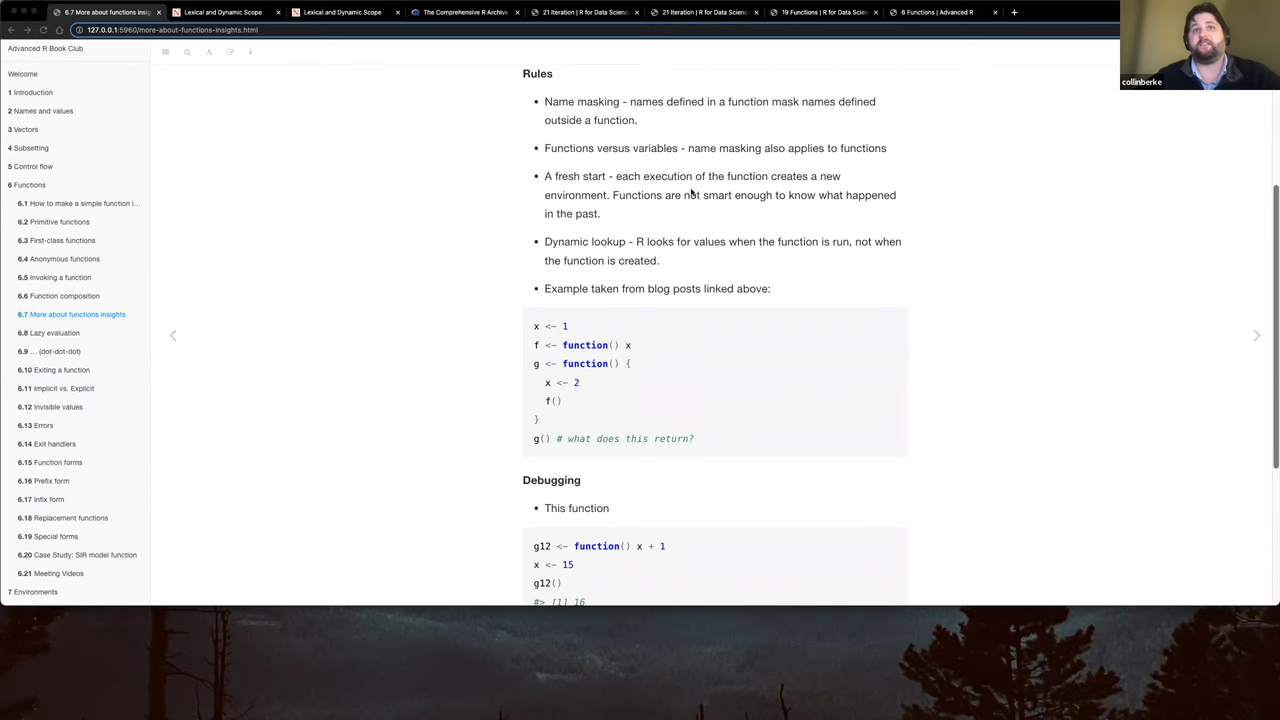 6.7 More about functions insigh
Lexical and Dynamic Scope
Lexical and Dynamic Scope
The Comprehensive R Archive
21 Iteration | R for Data Scienc
21 Iteration | R for Data Scienc
19 Functions | R for Data Scien
6 Functions | Advanced R
127.0.0.1:5960/more-about-functions-insights.html
Advanced R Book Club
Welcome
1 Introduction
2 Names and values
3 Vectors
4 Subsetting
5 Control flow
6 Functions
6.1 How to make a simple function i...
6.2 Primitive functions
6.3 First-class functions
6.4 Anonymous functions
6.5 Invoking a function
6.6 Function composition
6.7 More about functions insights
6.8 Lazy evaluation
6.9 ... (dot-dot-dot)
6.10 Exiting a function
6.11 Implicit vs. Explicit
6.12 Invisible values
6.13 Errors
6.14 Exit handlers
6.15 Function forms
6.16 Prefix form
6.17 Infix form
6.18 Replacement functions
6.19 Special forms
6.20 Case Study: SIR model function
6.21 Meeting Videos
7 Environments
Rules
• Name masking - names defined in a function mask names defined
outside a function.
• Functions versus variables - name masking also applies to functions
• A fresh start - each execution of the function creates a new
environment. Functions are not smart enough to know what happened
in the past.
• Dynamic lookup - R looks for values when the function is run, not when
the function is created.
• Example taken from blog posts linked above:
x <- 1
f <- function() x
g <- function() {
x <- 2
f()
}
g() # what does this return?
Debugging
• This function
g12 <- function() x + 1
x <- 15
g12()
#> [1] 16
collinberke